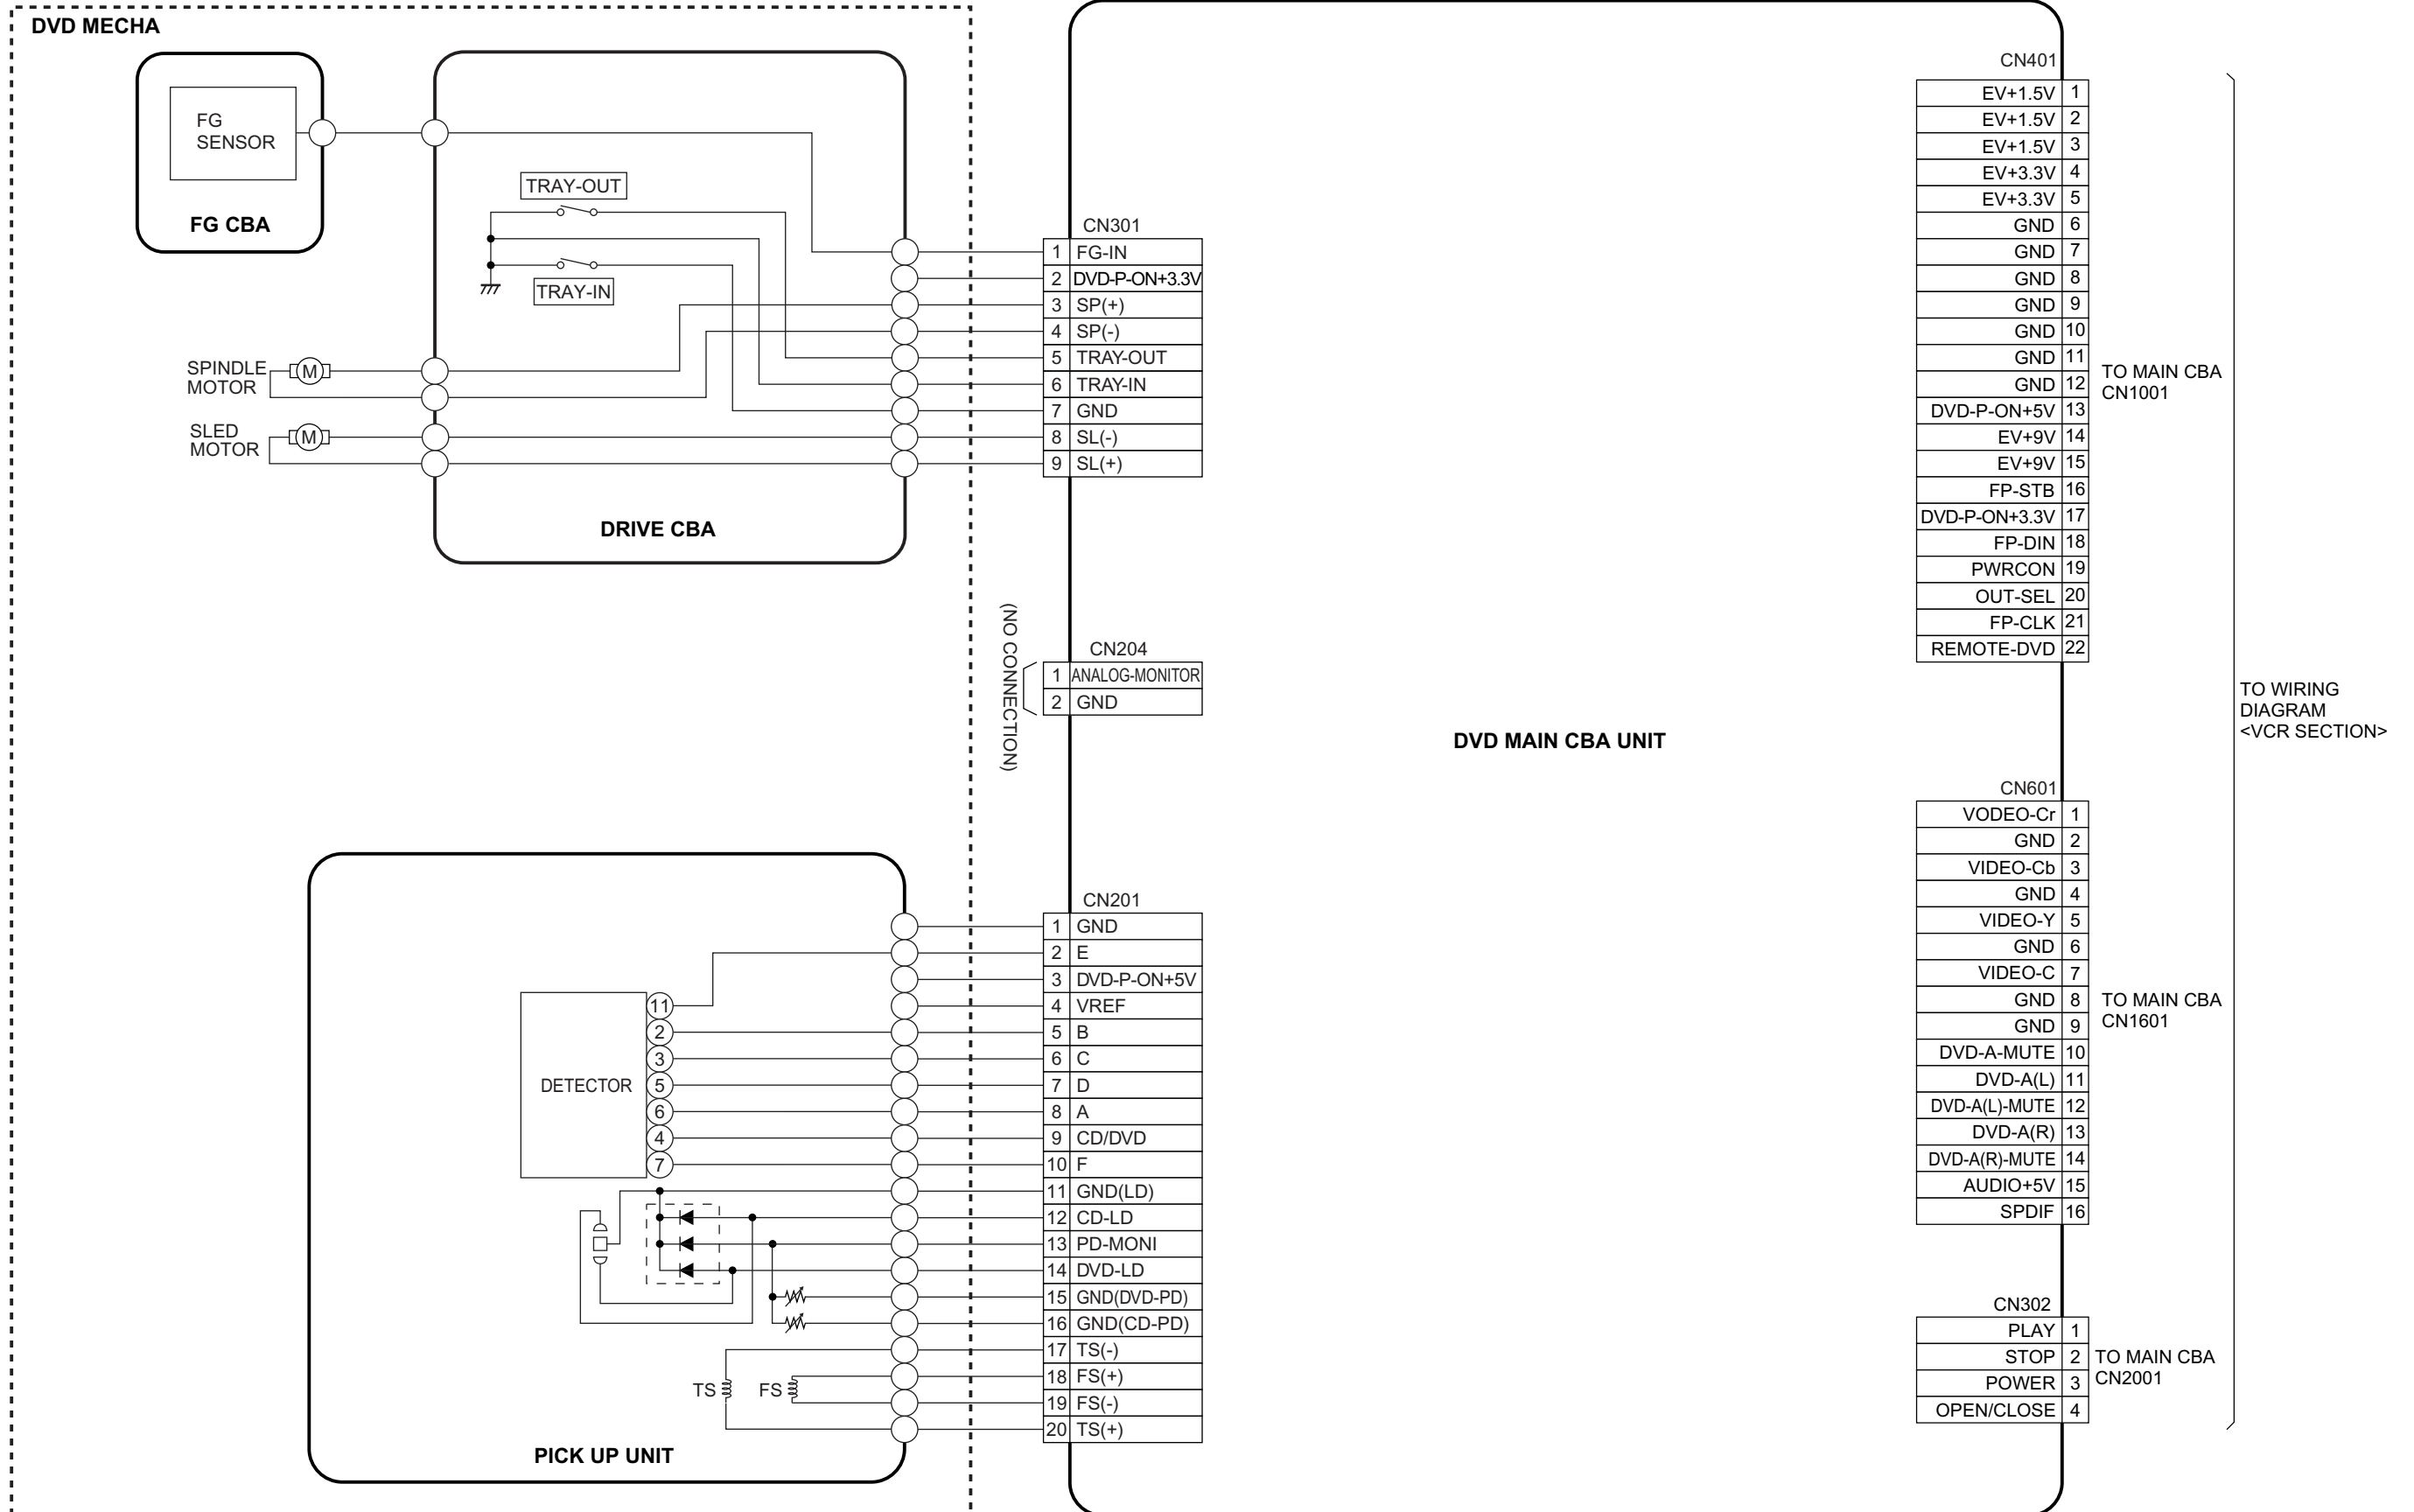 DVD MECHA
FG
SENSOR
FG CBA
TRAY-OUT
TRAY-IN
SPINDLE
MOTOR
M
SLED
MOTOR
M
DRIVE CBA
CN301
1 FG-IN
2 DVD-P-ON+3.3V
3 SP(+)
4 SP(-)
5 TRAY-OUT
6 TRAY-IN
7 GND
8 SL(-)
9 SL(+)
(NO CONNECTION)
CN204
1 ANALOG-MONITOR
2 GND
DETECTOR
11
2
3
5
6
4
7
TS
FS
PICK UP UNIT
CN201
1 GND
2 E
3 DVD-P-ON+5V
4 VREF
5 B
6 C
7 D
8 A
9 CD/DVD
10 F
11 GND(LD)
12 CD-LD
13 PD-MONI
14 DVD-LD
15 GND(DVD-PD)
16 GND(CD-PD)
17 TS(-)
18 FS(+)
19 FS(-)
20 TS(+)
DVD MAIN CBA UNIT
CN401
EV+1.5V 1
EV+1.5V 2
EV+1.5V 3
EV+3.3V 4
EV+3.3V 5
GND 6
GND 7
GND 8
GND 9
GND 10
GND 11
GND 12
DVD-P-ON+5V 13
EV+9V 14
EV+9V 15
FP-STB 16
DVD-P-ON+3.3V 17
FP-DIN 18
PWRCON 19
OUT-SEL 20
FP-CLK 21
REMOTE-DVD 22
TO MAIN CBA
CN1001
CN601
VODEO-Cr 1
GND 2
VIDEO-Cb 3
GND 4
VIDEO-Y 5
GND 6
VIDEO-C 7
GND 8
GND 9
DVD-A-MUTE 10
DVD-A(L) 11
DVD-A(L)-MUTE 12
DVD-A(R) 13
DVD-A(R)-MUTE 14
AUDIO+5V 15
SPDIF 16
TO MAIN CBA
CN1601
CN302
PLAY 1
STOP 2
POWER 3
OPEN/CLOSE 4
TO MAIN CBA
CN2001
TO WIRING
DIAGRAM
<VCR SECTION>